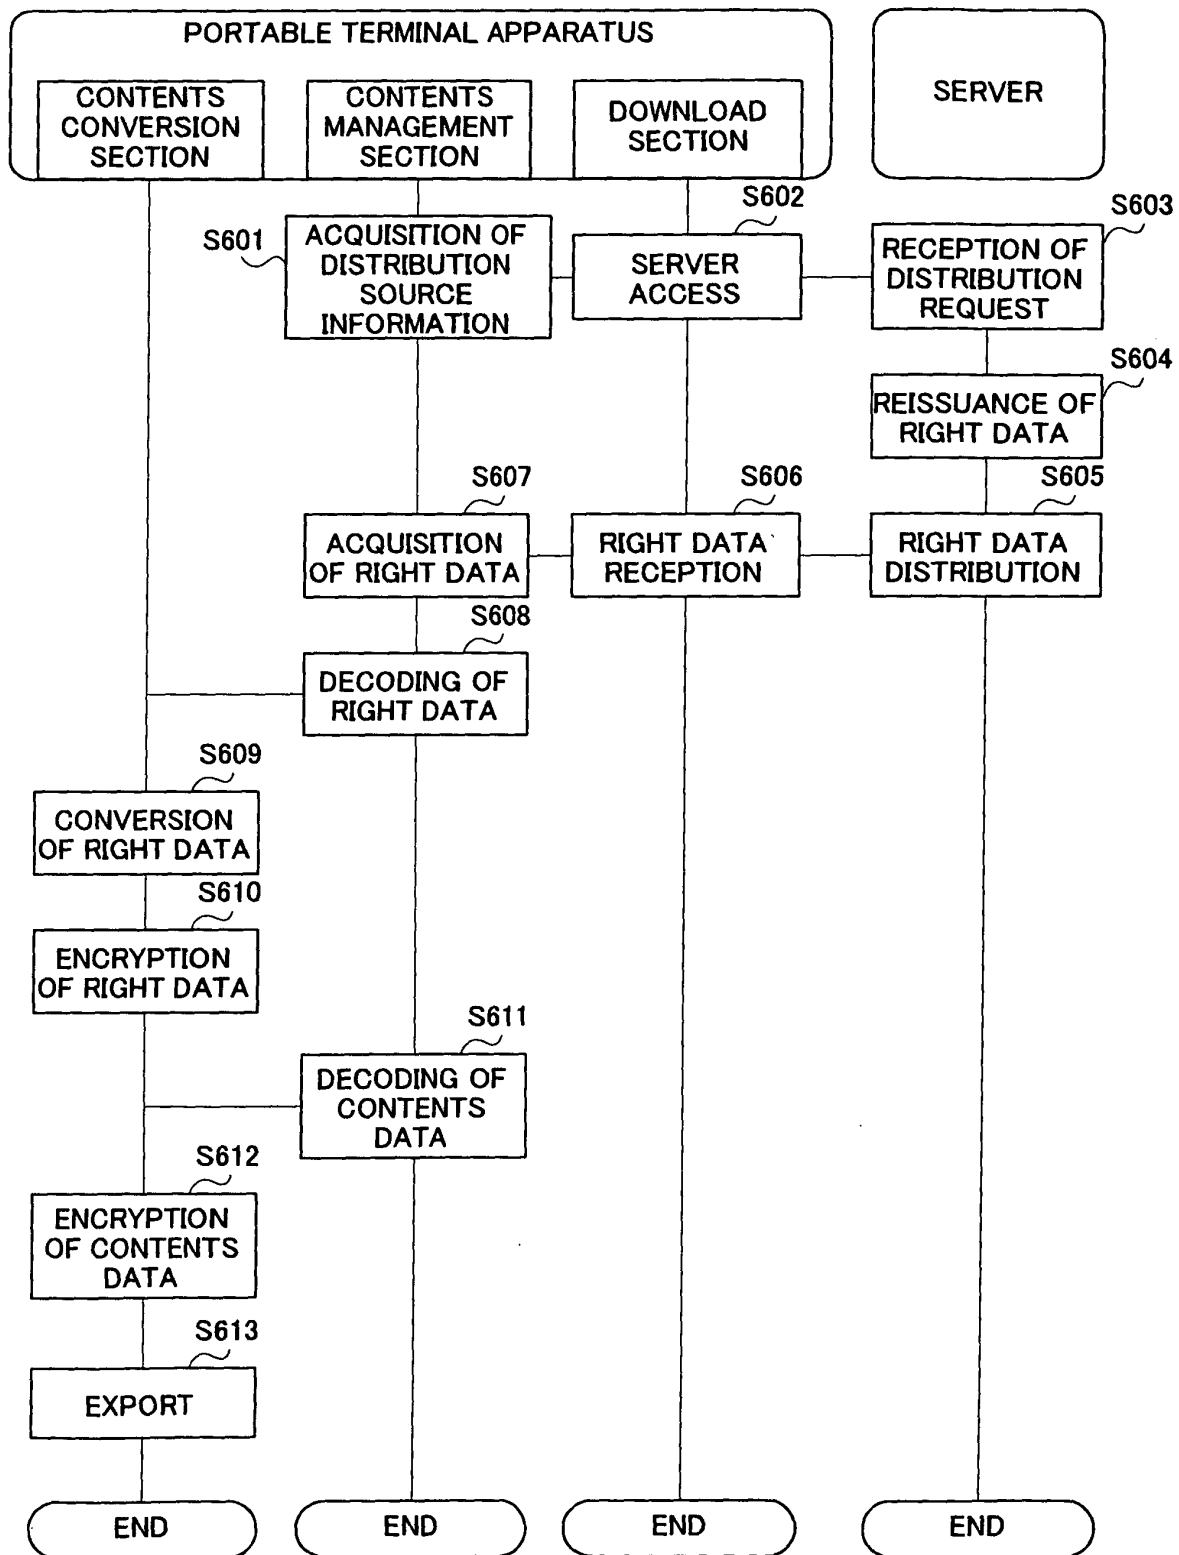 PORTABLE TERMINAL APPARATUS
CONTENTS
CONVERSION
SECTION
CONTENTS
MANAGEMENT
SECTION
DOWNLOAD
SECTION
SERVER
S601
ACQUISITION OF
DISTRIBUTION
SOURCE
INFORMATION
S602
SERVER
ACCESS
S603
RECEPTION OF
DISTRIBUTION
REQUEST
S604
REISSUANCE OF
RIGHT DATA
S607
ACQUISITION
OF RIGHT DATA
S606
RIGHT DATA
RECEPTION
S605
RIGHT DATA
DISTRIBUTION
S608
DECODING OF
RIGHT DATA
S609
CONVERSION
OF RIGHT DATA
S610
ENCRYPTION
OF RIGHT DATA
S611
DECODING OF
CONTENTS
DATA
S612
ENCRYPTION
OF CONTENTS
DATA
S613
EXPORT
END
END
END
END